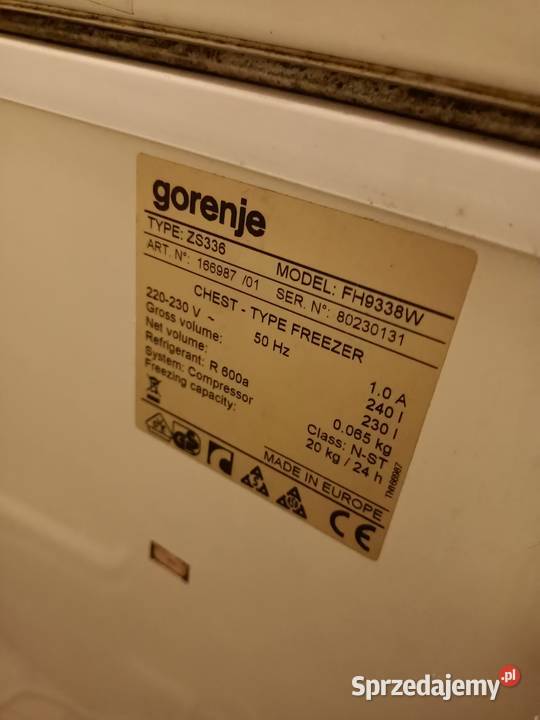 gorenje
TYPE: ZS336 MODEL: FH9338W
ART. N°: 166987 /01 SER. N°: 80230131
CHEST - TYPE FREEZER
220-230 V ~ 50 Hz 1.0 A
Gross volume: 240 l
Net volume: 230 l
Refrigerant: R 600a 0.065 kg
System: Compressor Class: N-ST
Freezing capacity: 20 kg / 24 h
MADE IN EUROPE
CE
Sprzedajemy.pl